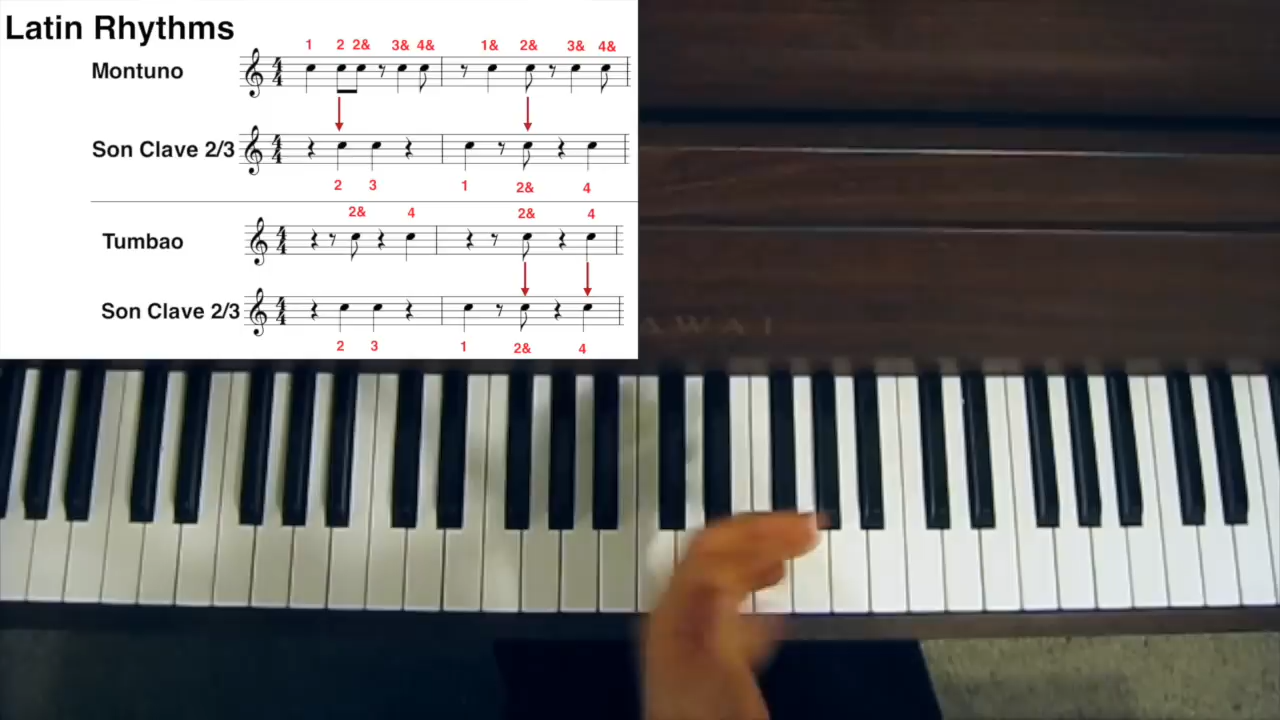 Latin Rhythms
1 2 2& 3& 4& 1& 2& 3& 4&
Montuno
Son Clave 2/3
2 3 1 2& 4
2& 4 2& 4
Tumbao
Son Clave 2/3
2 3 1 2& 4
AWAI